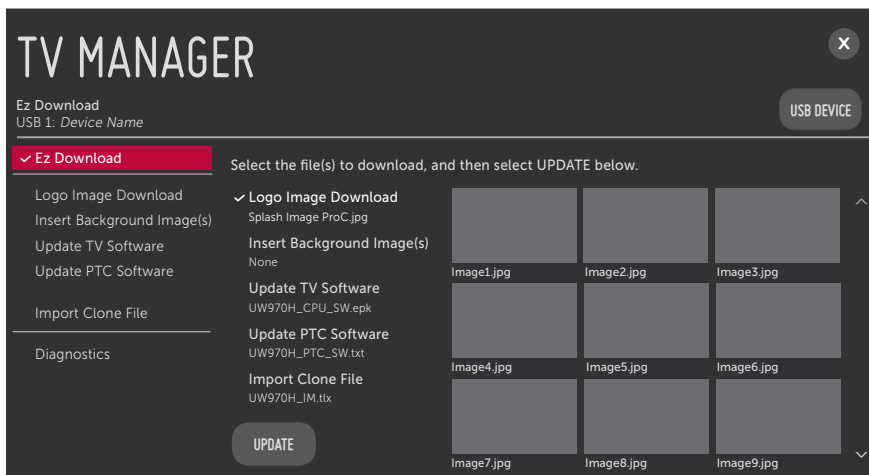 TV MANAGER
X
Ez Download
USB 1: Device Name
USB DEVICE
Ez Download
Logo Image Download
Insert Background Image(s)
Update TV Software
Update PTC Software
Import Clone File
Diagnostics
Select the file(s) to download, and then select UPDATE below.
Logo Image Download
Splash Image ProC.jpg
Insert Background Image(s)
None
Update TV Software
UW970H_CPU_SW.epk
Update PTC Software
UW970H_PTC_SW.txt
Import Clone File
UW970H_IM.tlx
UPDATE
Image1.jpg Image2.jpg Image3.jpg
Image4.jpg Image5.jpg Image6.jpg
Image7.jpg Image8.jpg Image9.jpg